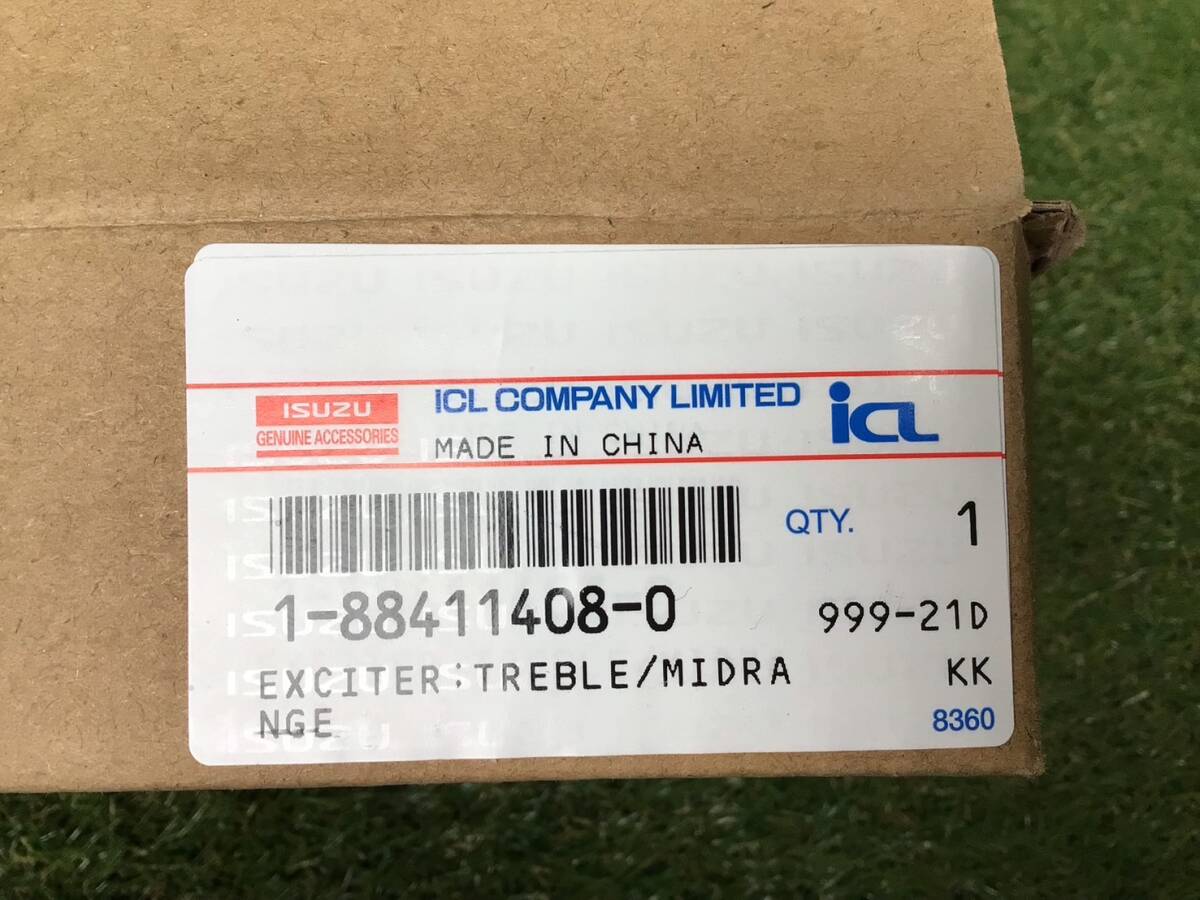 ISUZU
GENUINE ACCESSORIES
ICL COMPANY LIMITED
MADE IN CHINA
icL
QTY. 1
1-88411408-0
999-21D
EXCITER:TREBLE/MIDRA
NGE
KK
8360